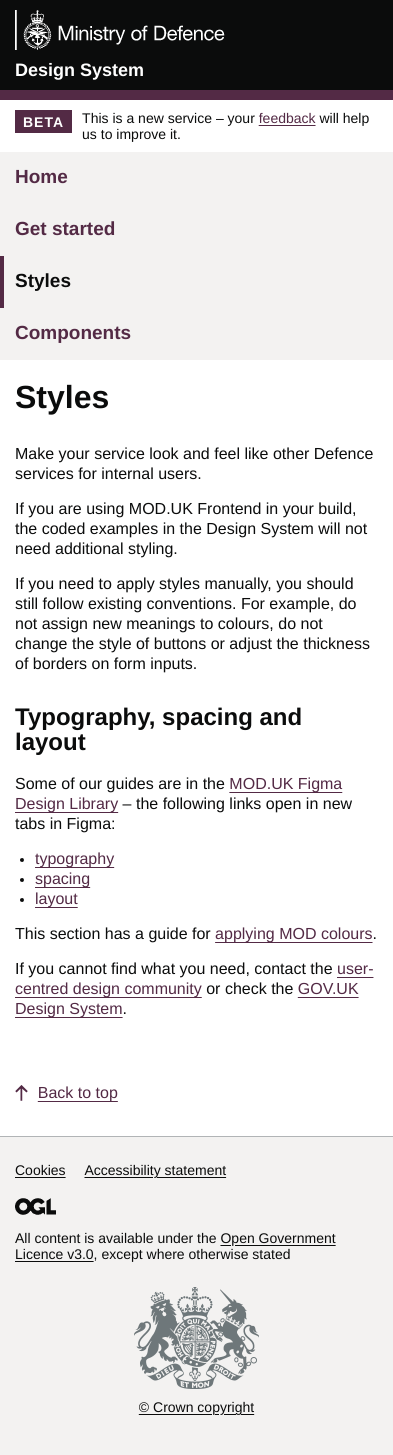 Ministry of Defence
Design System
BETA
This is a new service – your feedback will help
us to improve it.
Home
Get started
Styles
Components
Styles
Make your service look and feel like other Defence
services for internal users.
If you are using MOD.UK Frontend in your build,
the coded examples in the Design System will not
need additional styling.
If you need to apply styles manually, you should
still follow existing conventions. For example, do
not assign new meanings to colours, do not
change the style of buttons or adjust the thickness
of borders on form inputs.
Typography, spacing and
layout
Some of our guides are in the MOD.UK Figma
Design Library – the following links open in new
tabs in Figma:
• typography
• spacing
• layout
This section has a guide for applying MOD colours.
If you cannot find what you need, contact the user-
centred design community or check the GOV.UK
Design System.
Back to top
Cookies Accessibility statement
OGL
All content is available under the Open Government
Licence v3.0, except where otherwise stated
DIEU ET MON DROIT
© Crown copyright